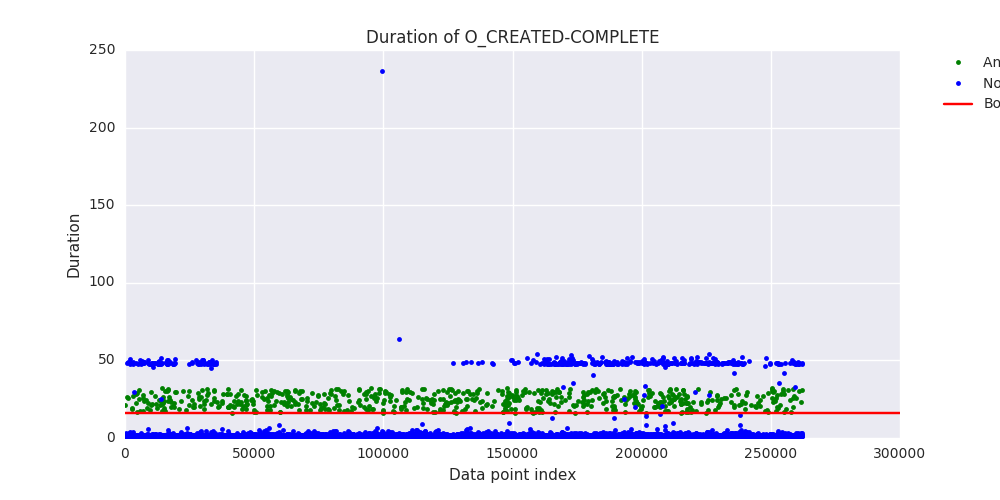 Duration of O_CREATED-COMPLETE
250
200
150
100
50
0
Duration
0
50000
100000
150000
200000
250000
300000
Data point index
An
No
Bo